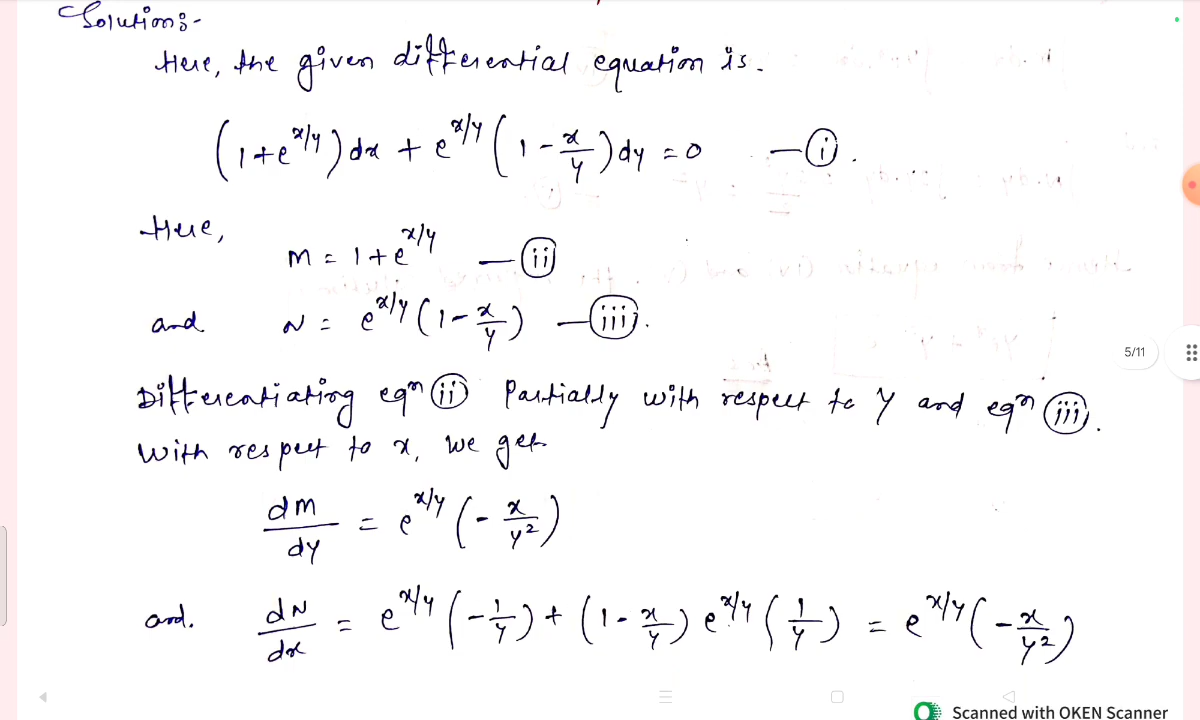 Solution:-
Here, the given differential equation is.
(1+e^x/y)dx + e^x/y(1-x/y)dy = 0 —(i).
Here,
M = 1+e^x/y —(ii)
and N = e^x/y(1-x/y) —(iii).
Differentiating eqn (ii) Partially with respect to y and eqn (iii).
with respect to x, we get
dM/dy = e^x/y(-x/y²)
and. dN/dx = e^x/y(-1/y) + (1-x/y) e^x/y(1/y) = e^x/y(-x/y²)
5/11
Scanned with OKEN Scanner